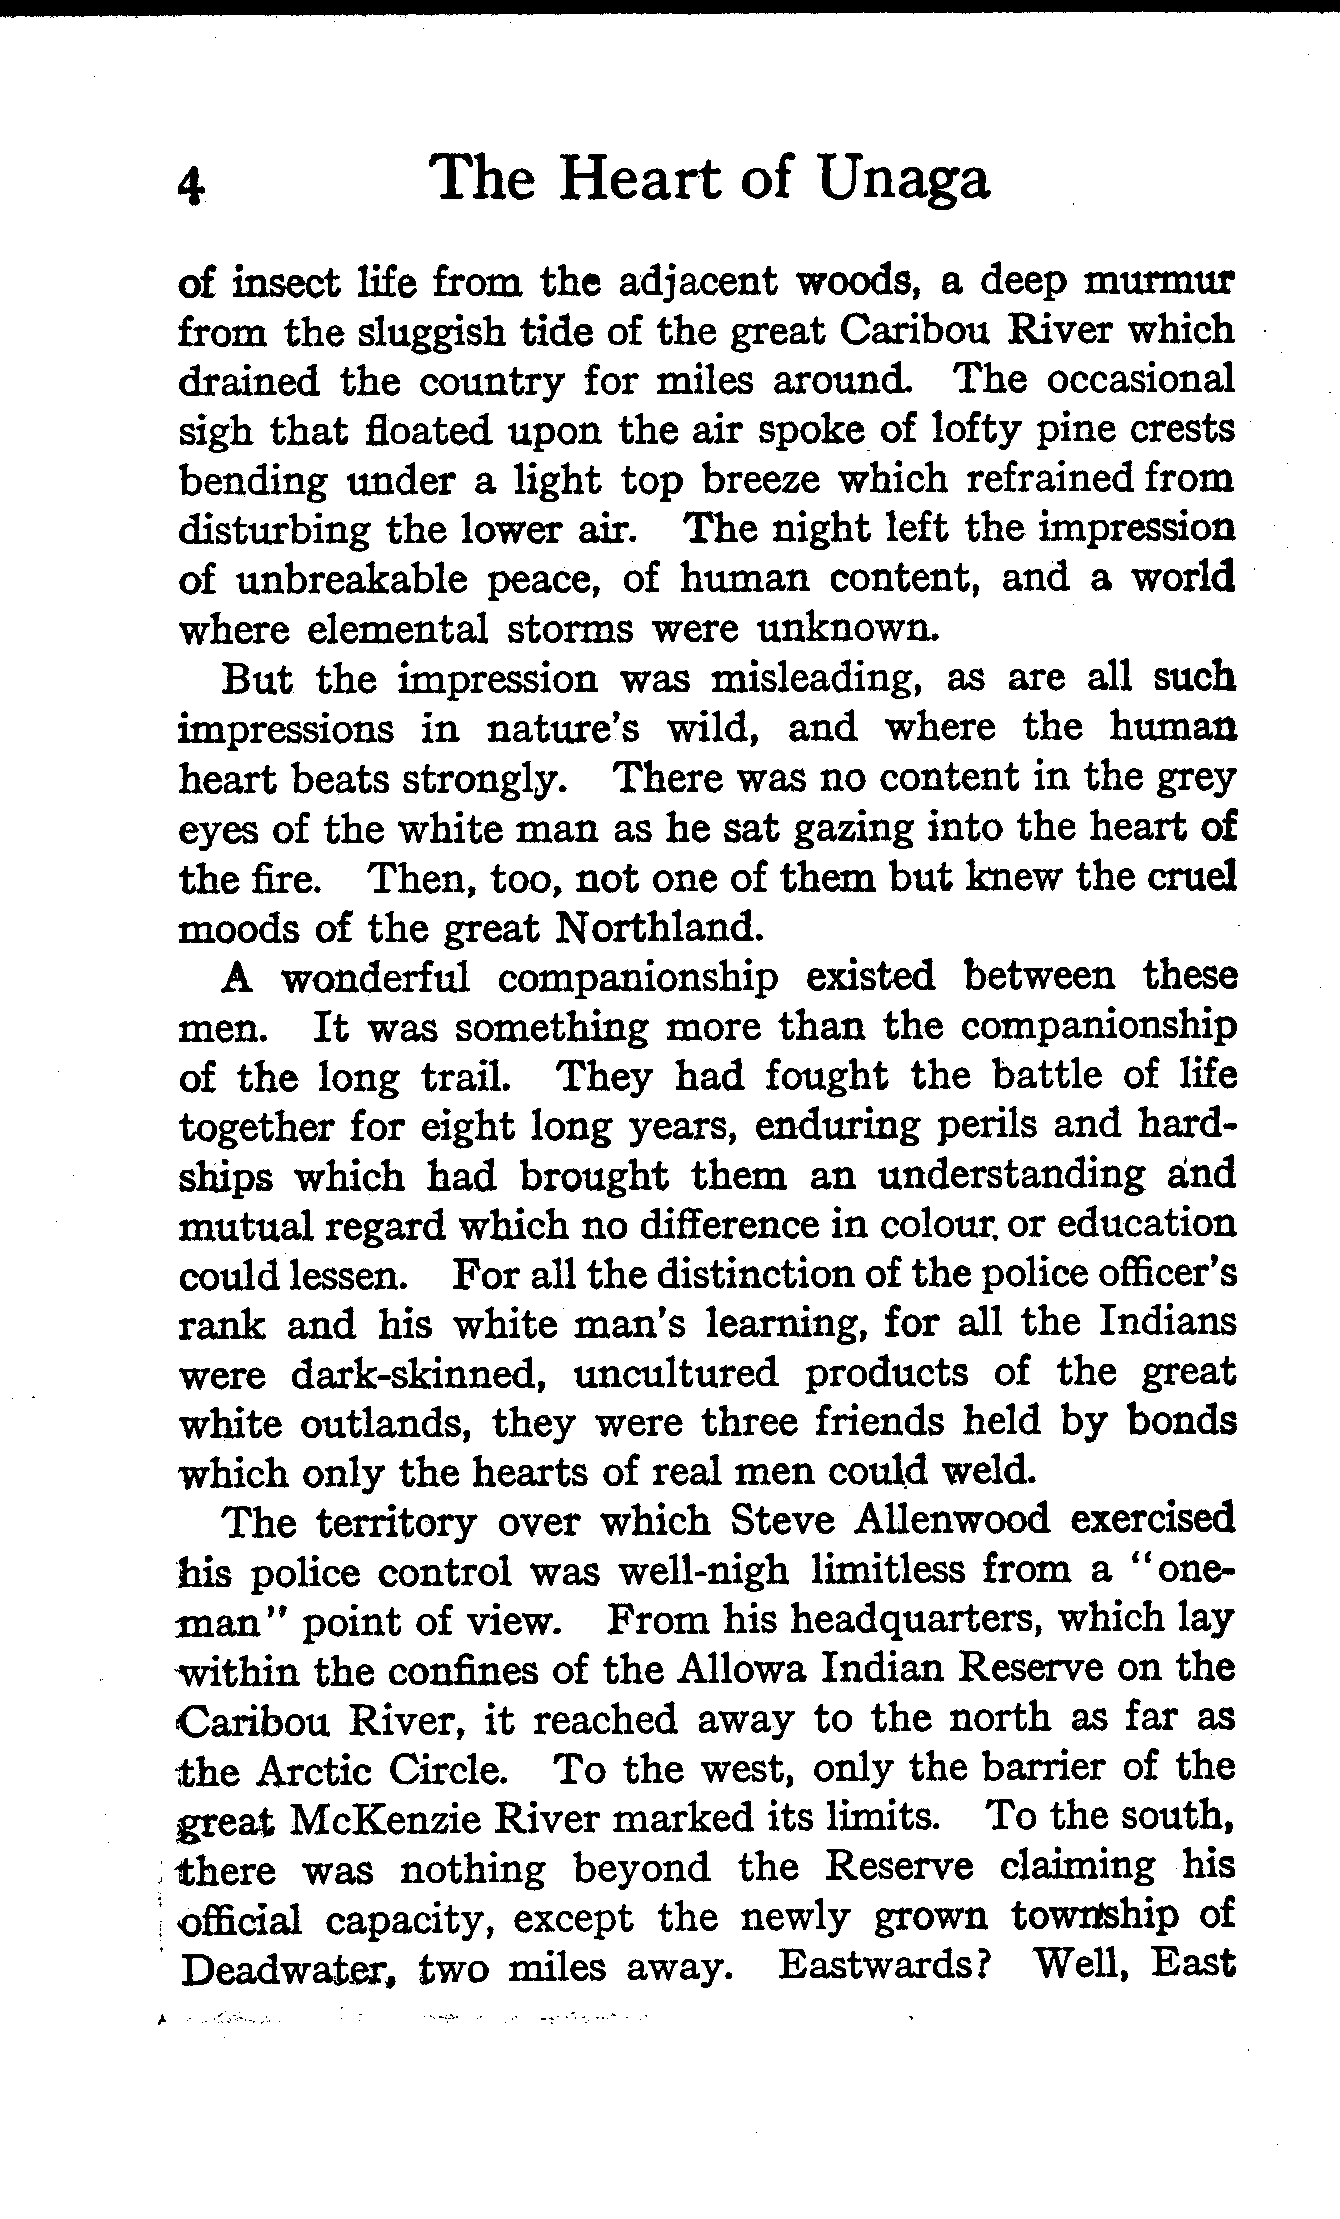 4 The Heart of Unaga
of insect life from the adjacent woods, a deep murmur
from the sluggish tide of the great Caribou River which
drained the country for miles around. The occasional
sigh that floated upon the air spoke of lofty pine crests
bending under a light top breeze which refrained from
disturbing the lower air. The night left the impression
of unbreakable peace, of human content, and a world
where elemental storms were unknown.
But the impression was misleading, as are all such
impressions in nature's wild, and where the human
heart beats strongly. There was no content in the grey
eyes of the white man as he sat gazing into the heart of
the fire. Then, too, not one of them but knew the cruel
moods of the great Northland.
A wonderful companionship existed between these
men. It was something more than the companionship
of the long trail. They had fought the battle of life
together for eight long years, enduring perils and hard-
ships which had brought them an understanding and
mutual regard which no difference in colour or education
could lessen. For all the distinction of the police officer's
rank and his white man's learning, for all the Indians
were dark-skinned, uncultured products of the great
white outlands, they were three friends held by bonds
which only the hearts of real men could weld.
The territory over which Steve Allenwood exercised
his police control was well-nigh limitless from a "one-
man" point of view. From his headquarters, which lay
within the confines of the Allowa Indian Reserve on the
Caribou River, it reached away to the north as far as
the Arctic Circle. To the west, only the barrier of the
great McKenzie River marked its limits. To the south,
there was nothing beyond the Reserve claiming his
official capacity, except the newly grown township of
Deadwater, two miles away. Eastwards? Well, East